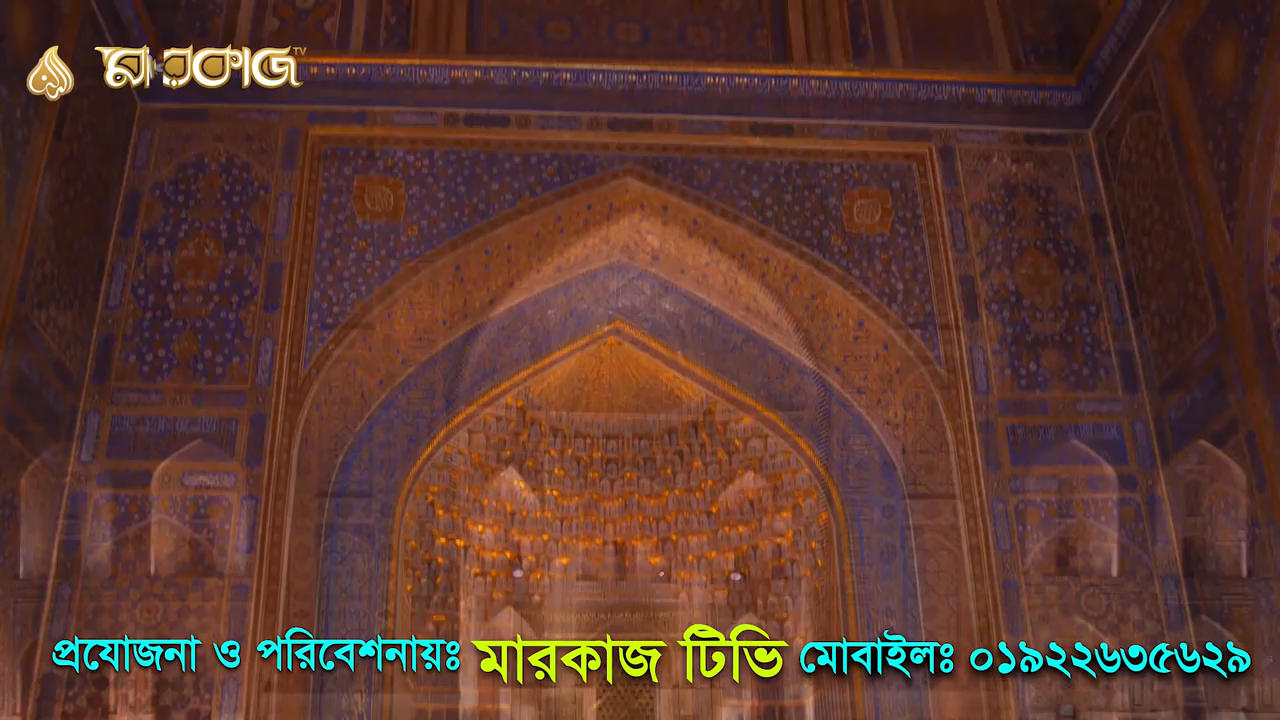 মারকাজ TV
প্রযোজনা ও পরিবেশনায়ঃ মারকাজ টিভি মোবাইলঃ ০১৯২২৬৩৫৬২৯